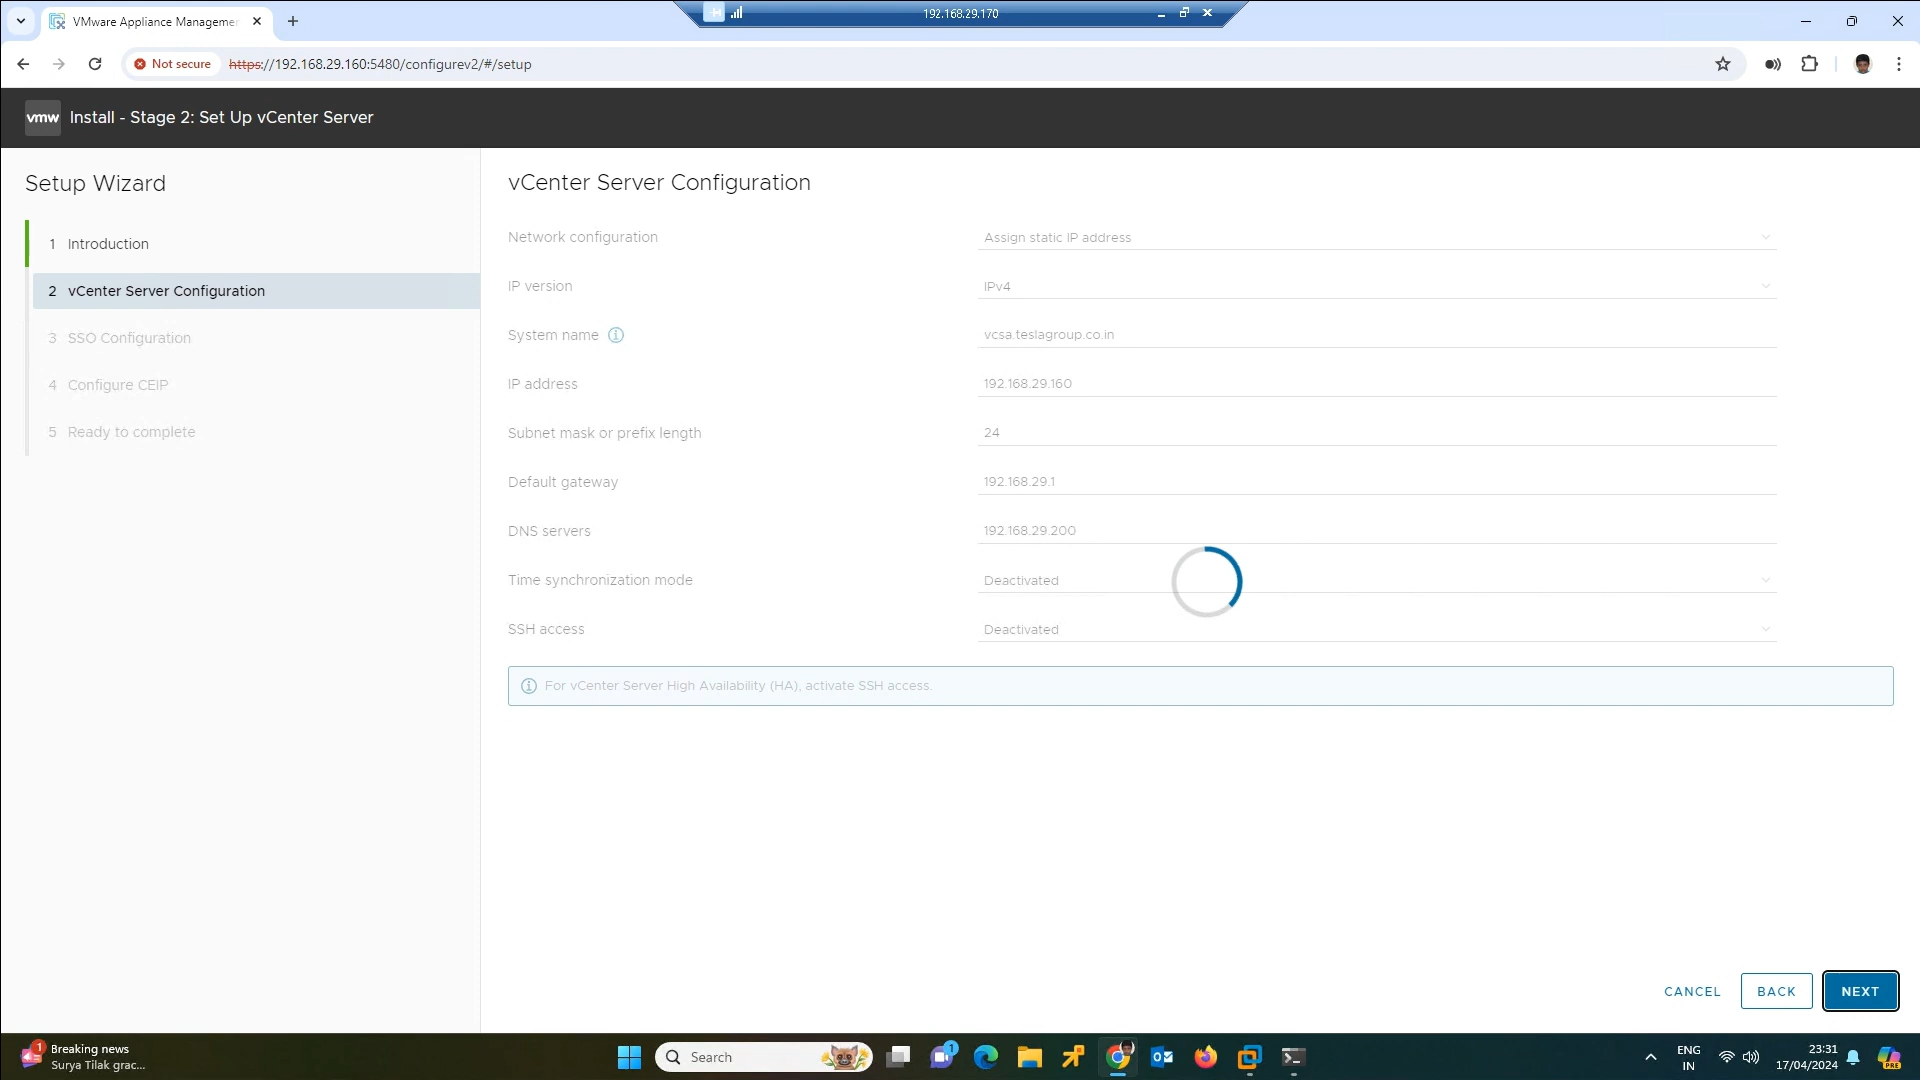 VMware Appliance Manageme
192.168.29.170
Not secure
https://192.168.29.160:5480/configurev2/#/setup
vmw
Install - Stage 2: Set Up vCenter Server
Setup Wizard
1 Introduction
2 vCenter Server Configuration
3 SSO Configuration
4 Configure CEIP
5 Ready to complete
vCenter Server Configuration
Network configuration
Assign static IP address
IP version
IPv4
System name
vcsa.teslagroup.co.in
IP address
192.168.29.160
Subnet mask or prefix length
24
Default gateway
192.168.29.1
DNS servers
192.168.29.200
Time synchronization mode
Deactivated
SSH access
Deactivated
For vCenter Server High Availability (HA), activate SSH access.
CANCEL
BACK
NEXT
1
Breaking news
Surya Tilak grac...
Search
1
ENG
IN
23:31
17/04/2024
PRE